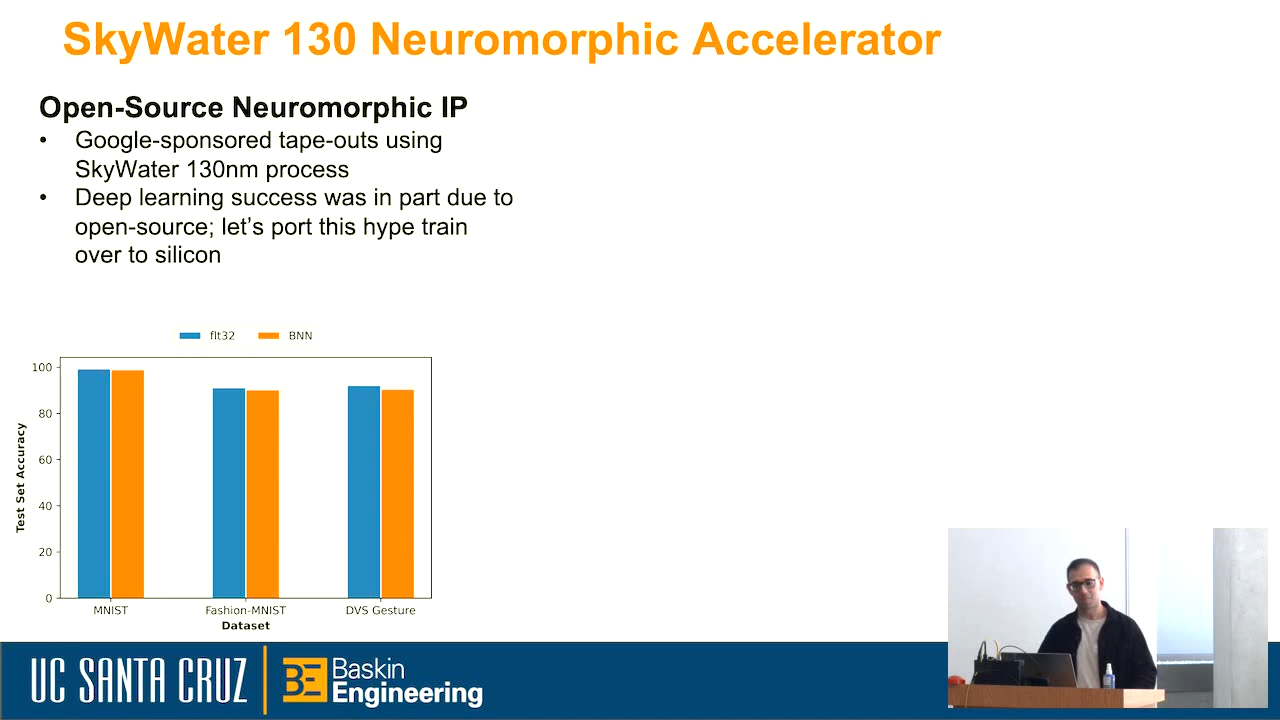 SkyWater 130 Neuromorphic Accelerator
Open-Source Neuromorphic IP
• Google-sponsored tape-outs using
SkyWater 130nm process
• Deep learning success was in part due to
open-source; let's port this hype train
over to silicon
flt32 BNN
Test Set Accuracy
100
80
60
40
20
0
MNIST Fashion-MNIST DVS Gesture
Dataset
UC SANTA CRUZ
BE
Baskin
Engineering